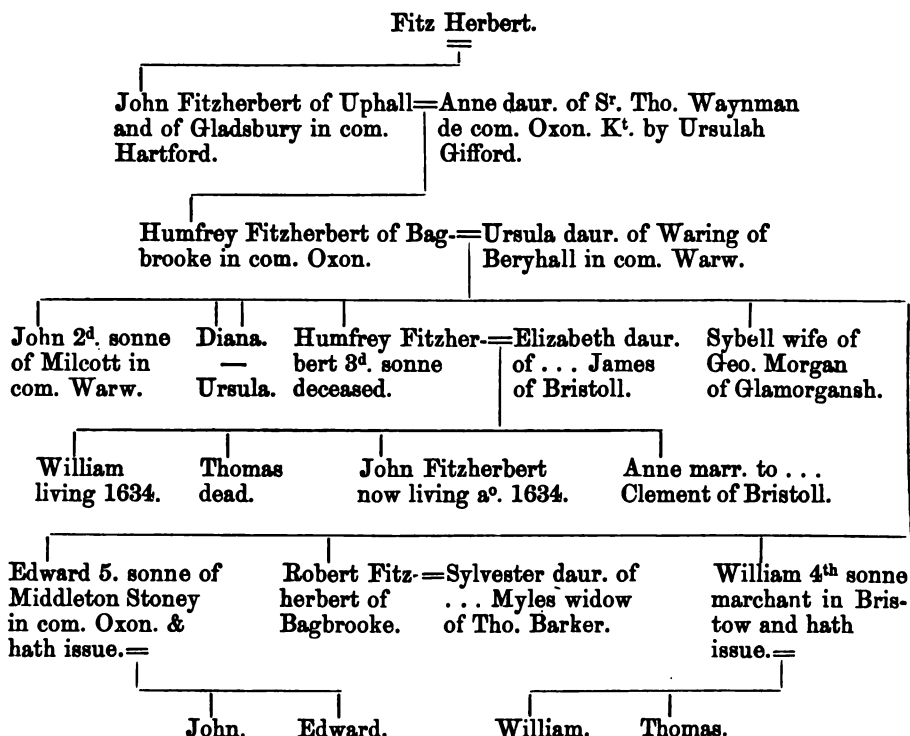 Fitz Herbert.
John Fitzherbert of Uphall=Anne daur. of Sr. Tho. Waynman
and of Gladsbury in com. de com. Oxon. Kt. by Ursulah
Hartford. Gifford.
Humfrey Fitzherbert of Bag-=Ursula daur. of Waring of
brooke in com. Oxon. Beryhall in com. Warw.
John 2d. sonne
of Milcott in
com. Warw.
Diana.
—
Ursula.
Humfrey Fitzher-=Elizabeth daur.
bert 3d. sonne of ... James
deceased. of Bristoll.
Sybell wife of
Geo. Morgan
of Glamorgansh.
William
living 1634.
Thomas
dead.
John Fitzherbert
now living ao. 1634.
Anne marr. to ...
Clement of Bristoll.
Edward 5. sonne of
Middleton Stoney
in com. Oxon. &
hath issue.=
Robert Fitz-=Sylvester daur. of
herbert of ... Myles widow
Bagbrooke. of Tho. Barker.
William 4th sonne
marchant in Bris-
tow and hath
issue.=
John. Edward. William. Thomas.